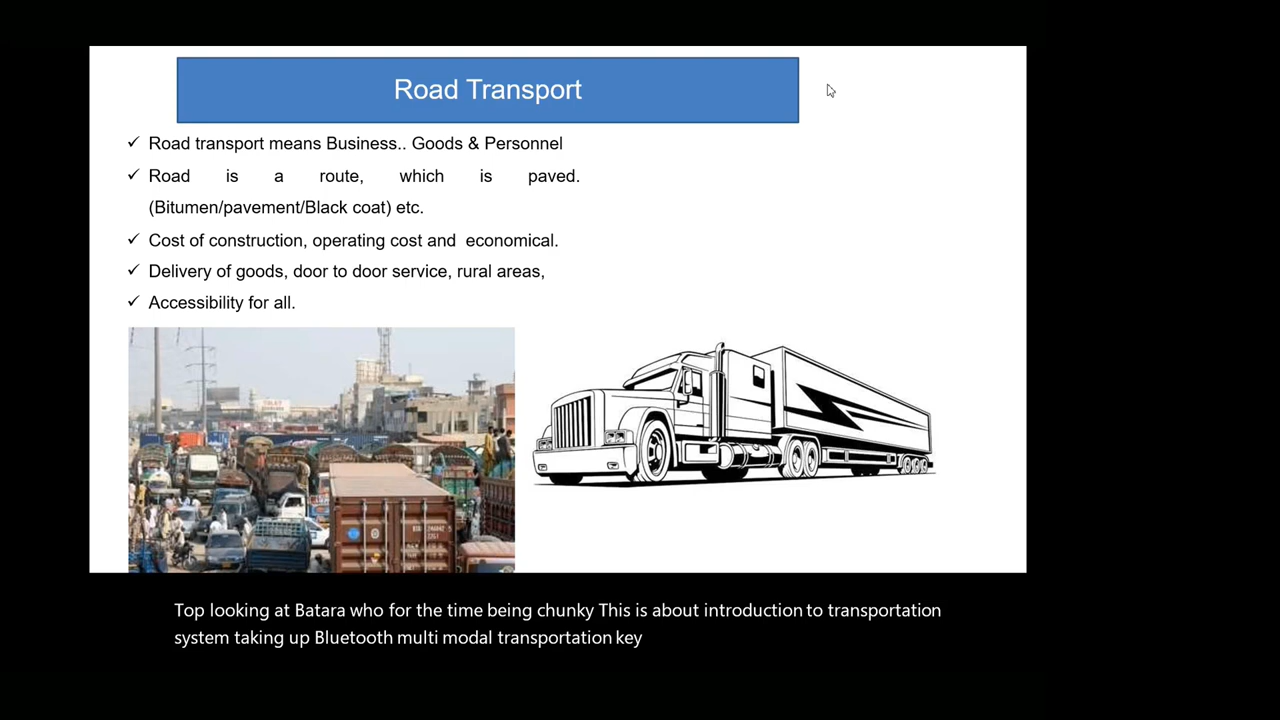 Road Transport
✓ Road transport means Business.. Goods & Personnel
✓ Road is a route, which is paved.
(Bitumen/pavement/Black coat) etc.
✓ Cost of construction, operating cost and economical.
✓ Delivery of goods, door to door service, rural areas,
✓ Accessibility for all.
Top looking at Batara who for the time being chunky This is about introduction to transportation
system taking up Bluetooth multi modal transportation key